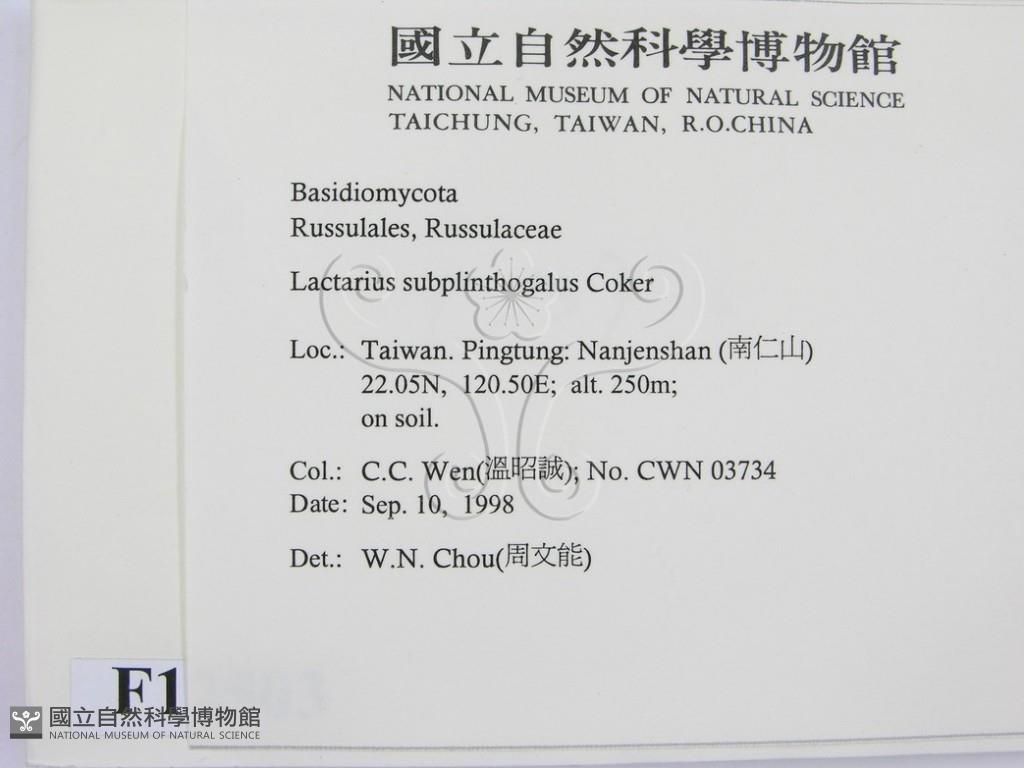 國立自然科學博物館
NATIONAL MUSEUM OF NATURAL SCIENCE
TAICHUNG, TAIWAN, R.O.CHINA
Basidiomycota
Russulales, Russulaceae
Lactarius subplinthogalus Coker
Loc.: Taiwan. Pingtung: Nanjenshan (南仁山)
22.05N, 120.50E; alt. 250m;
on soil.
Col.: C.C. Wen(溫昭誠); No. CWN 03734
Date: Sep. 10, 1998
Det.: W.N. Chou(周文能)
F1
國立自然科學博物館
NATIONAL MUSEUM OF NATURAL SCIENCE